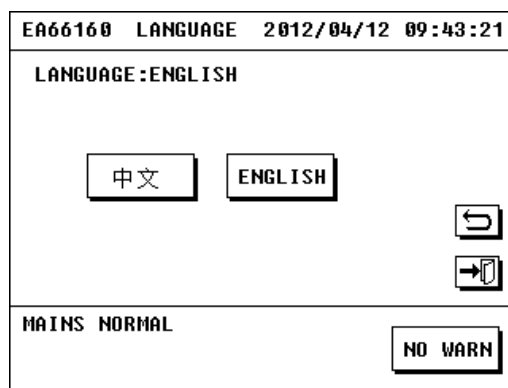 EA66160 LANGUAGE 2012/04/12 09:43:21
LANGUAGE:ENGLISH
中文 ENGLISH
MAINS NORMAL
NO WARN